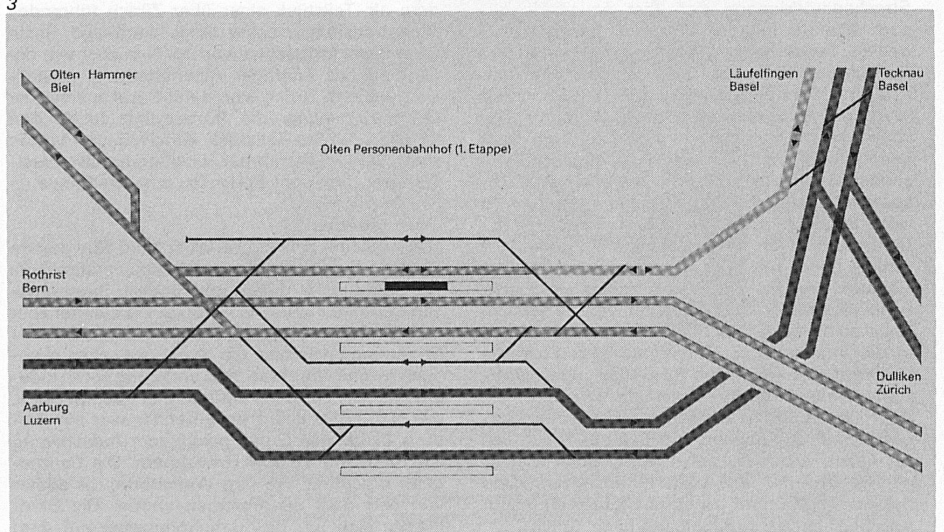 3
Olten Hammer
Biel
Läufelfingen
Basel
Tecknau
Basel
Olten Personenbahnhof (1. Etappe)
Rothrist
Bern
Dulliken
Zürich
Aarburg
Luzern